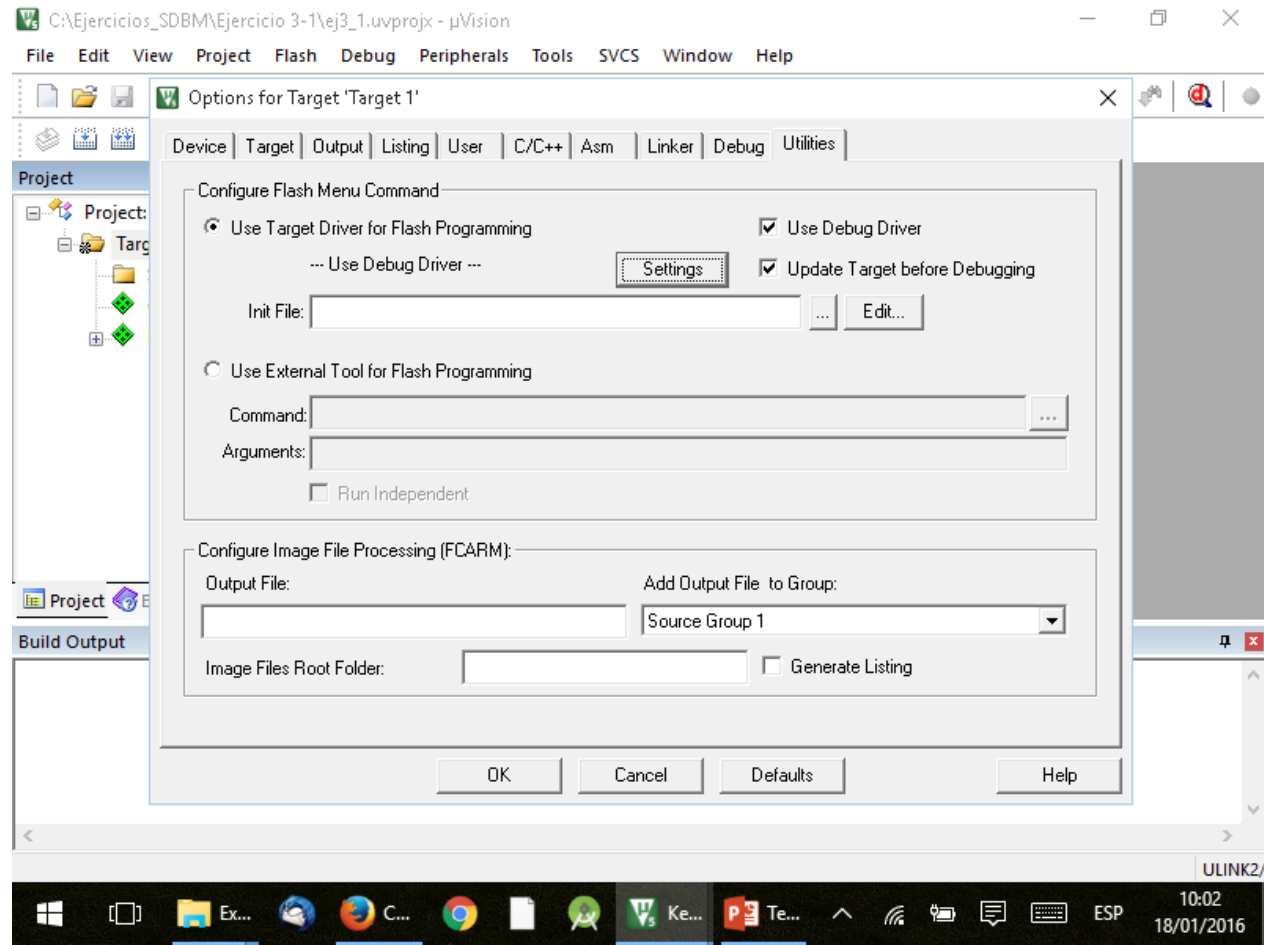 C:\Ejercicios_SDBM\Ejercicio 3-1\ej3_1.uvprojx - µVision
File Edit View Project Flash Debug Peripherals Tools SVCS Window Help
Options for Target 'Target 1'
Device Target Output Listing User C/C++ Asm Linker Debug Utilities
Project
Configure Flash Menu Command
Project:
Use Target Driver for Flash Programming
Use Debug Driver
Targ
--- Use Debug Driver ---
Settings
Update Target before Debugging
Init File:
...
Edit...
Use External Tool for Flash Programming
Command:
...
Arguments:
Run Independent
Configure Image File Processing (FCARM):
Output File:
Add Output File to Group:
Project
Source Group 1
Build Output
Image Files Root Folder:
Generate Listing
OK Cancel Defaults Help
ULINK2/
Ex... C... Ke... Te... ESP
10:02
18/01/2016